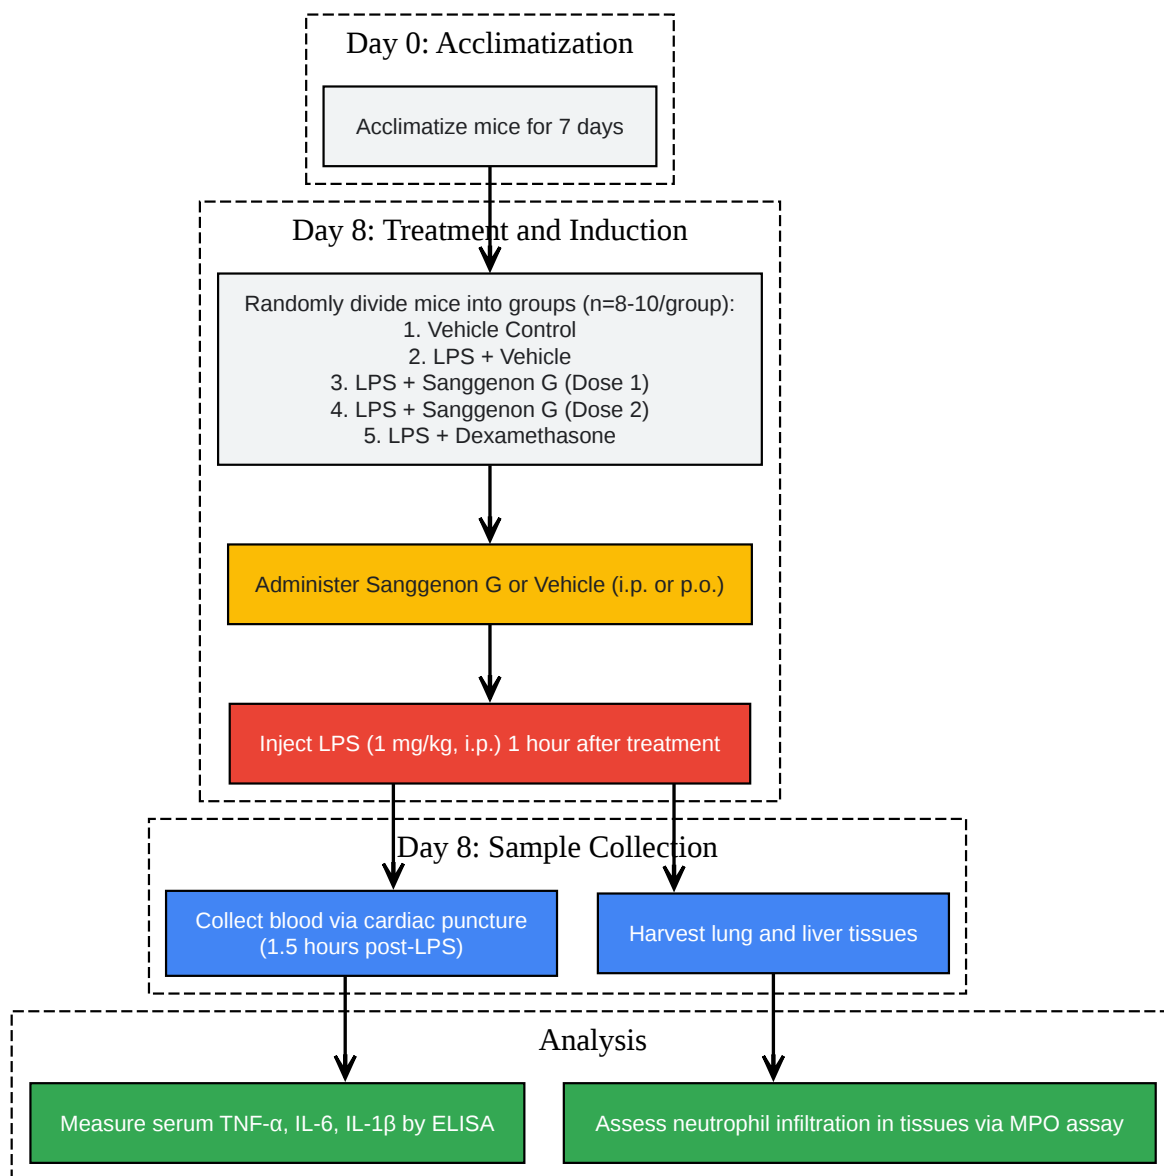 Day 0: Acclimatization
Acclimatize mice for 7 days
Day 8: Treatment and Induction
Randomly divide mice into groups (n=8-10/group):
1. Vehicle Control
2. LPS + Vehicle
3. LPS + Sanggenon G (Dose 1)
4. LPS + Sanggenon G (Dose 2)
5. LPS + Dexamethasone
Administer Sanggenon G or Vehicle (i.p. or p.o.)
Inject LPS (1 mg/kg, i.p.) 1 hour after treatment
Day 8: Sample Collection
Collect blood via cardiac puncture
(1.5 hours post-LPS)
Harvest lung and liver tissues
Analysis
Measure serum TNF-α, IL-6, IL-1β by ELISA
Assess neutrophil infiltration in tissues via MPO assay